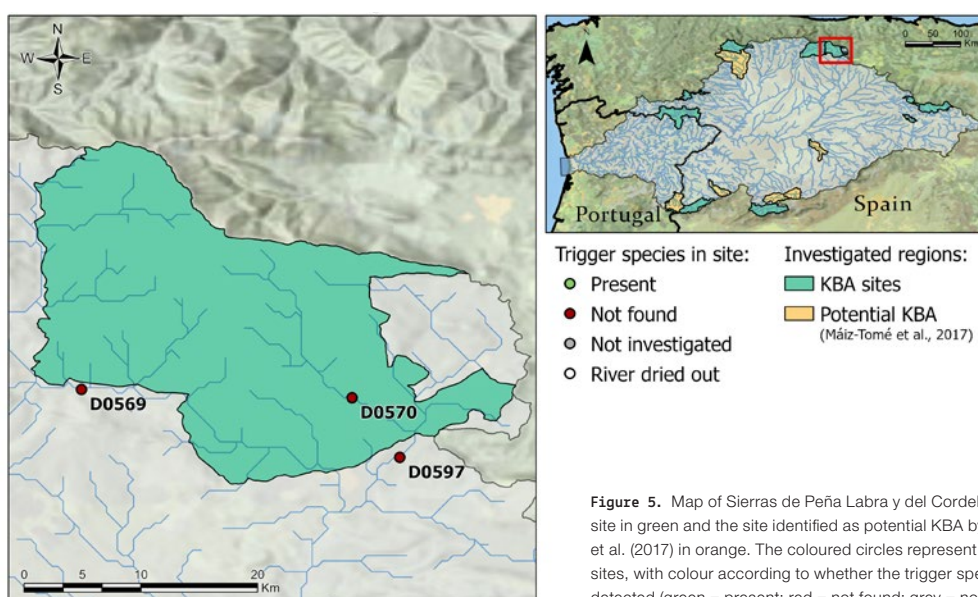 N
W E
S
D0569
D0570
D0597
0 5 10 20
Km
0 50 100
Km
Portugal
Spain
Trigger species in site:
Present
Not found
Not investigated
River dried out
Investigated regions:
KBA sites
Potential KBA
(Máiz-Tomé et al., 2017)
Figure 5. Map of Sierras de Peña Labra y del Cordel
site in green and the site identified as potential KBA b
et al. (2017) in orange. The coloured circles represent
sites, with colour according to whether the trigger spe
detected (green – present; red – not found; grey – no